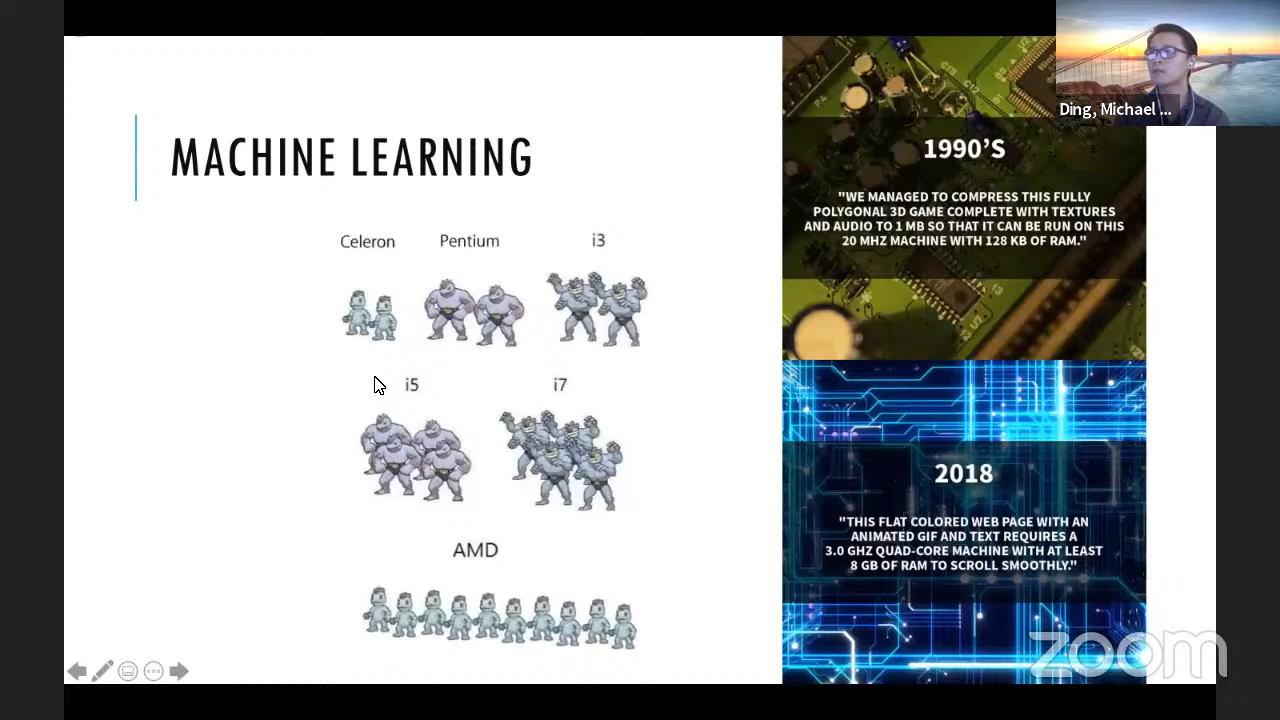 MACHINE LEARNING
Celeron
Pentium
i3
i5
i7
AMD
1990'S
"WE MANAGED TO COMPRESS THIS FULLY
POLYGONAL 3D GAME COMPLETE WITH TEXTURES
AND AUDIO TO 1 MB SO THAT IT CAN BE RUN ON THIS
20 MHZ MACHINE WITH 128 KB OF RAM."
2018
"THIS FLAT COLORED WEB PAGE WITH AN
ANIMATED GIF AND TEXT REQUIRES A
3.0 GHZ QUAD-CORE MACHINE WITH AT LEAST
8 GB OF RAM TO SCROLL SMOOTHLY."
Ding, Michael ...
zoom